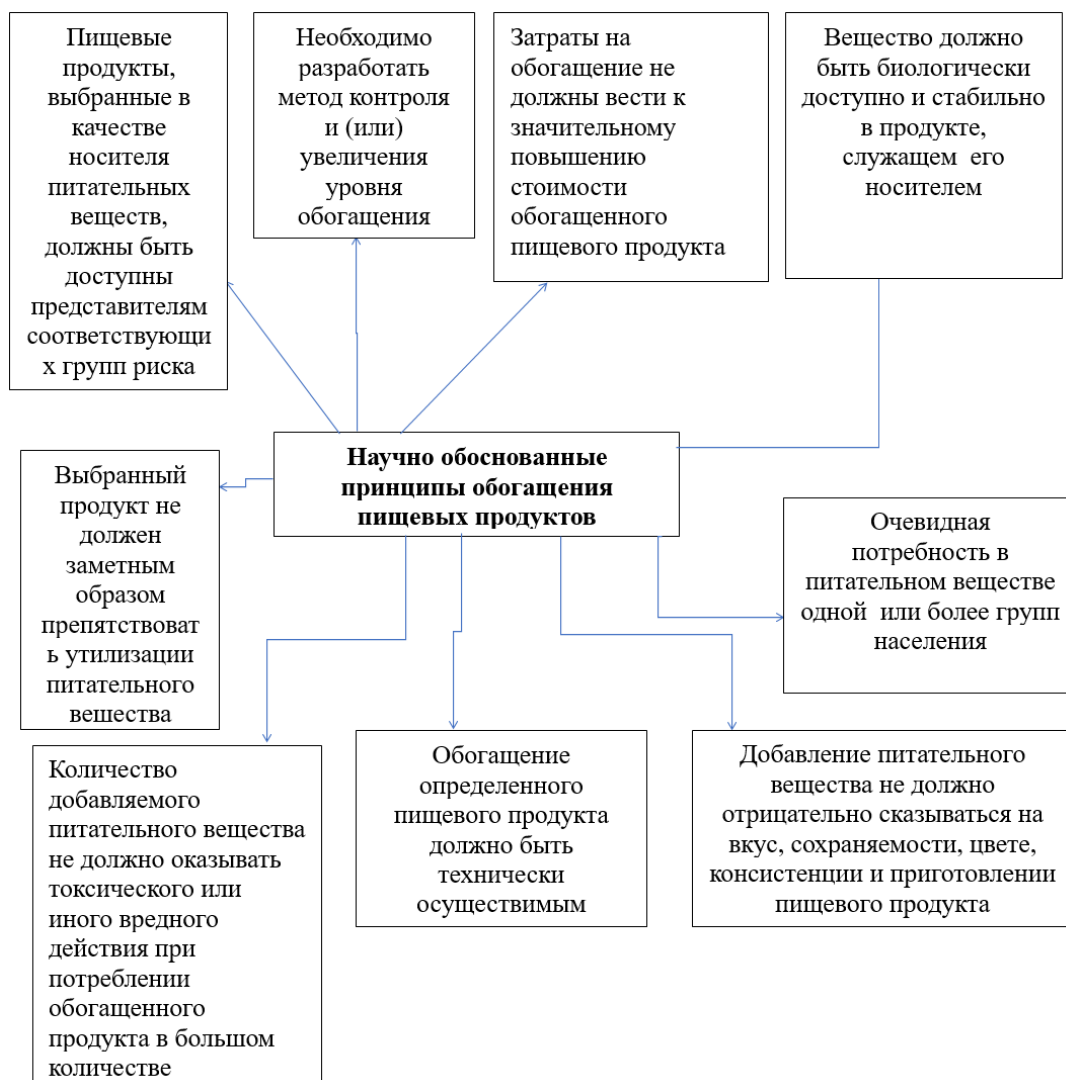 Пищевые
продукты,
выбранные в
качестве
носителя
питательных
веществ,
должны быть
доступны
представителям
соответствующи
х групп риска
Необходимо
разработать
метод контроля
и (или)
увеличения
уровня
обогащения
Затраты на
обогащение не
должны вести к
значительному
повышению
стоимости
обогащенного
пищевого продукта
Вещество должно
быть биологически
доступно и стабильно
в продукте,
служащем его
носителем
Научно обоснованные
принципы обогащения
пищевых продуктов
Выбранный
продукт не
должен
заметным
образом
препятствоват
ь утилизации
питательного
вещества
Очевидная
потребность в
питательном веществе
одной или более групп
населения
Количество
добавляемого
питательного вещества
не должно оказывать
токсического или
иного вредного
действия при
потреблении
обогащенного
продукта в большом
количестве
Обогащение
определенного
пищевого продукта
должно быть
технически
осуществимым
Добавление питательного
вещества не должно
отрицательно сказываться на
вкус, сохраняемости, цвете,
консистенции и приготовлении
пищевого продукта